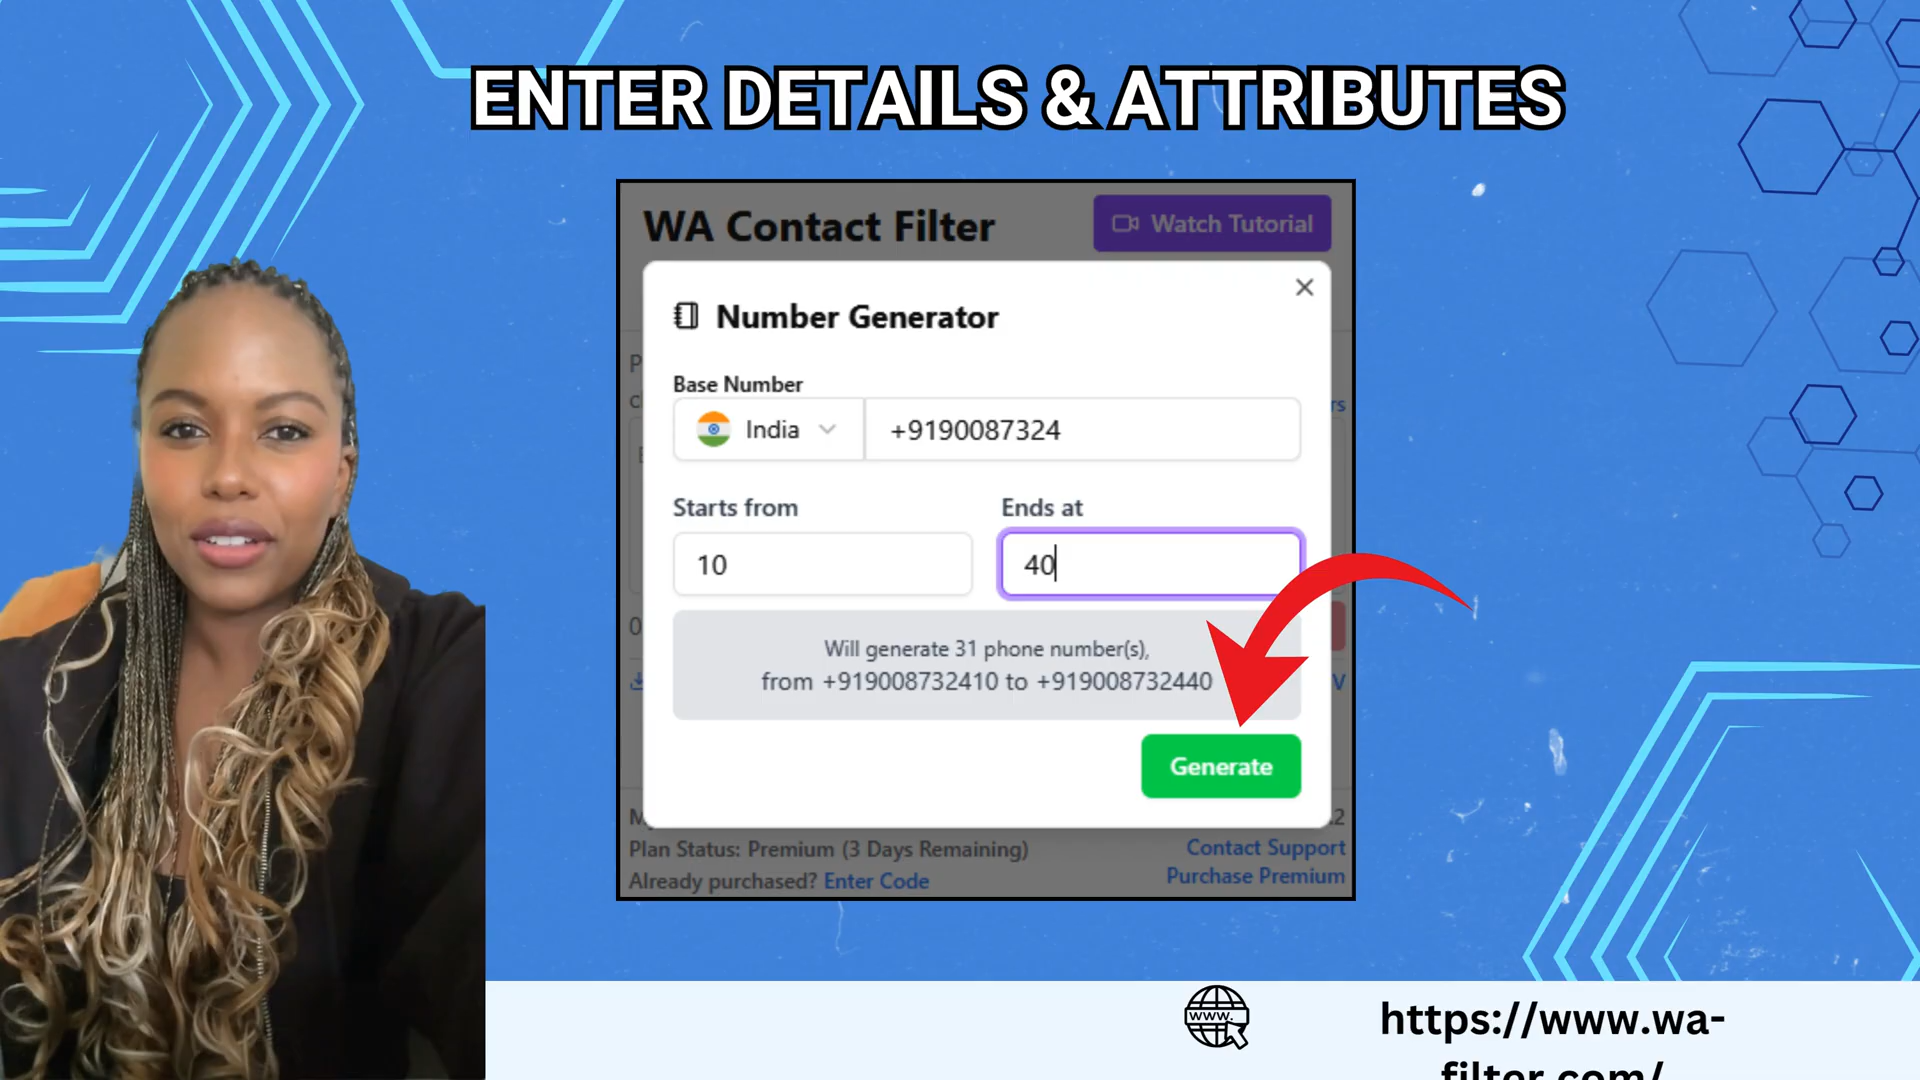 ENTER DETAILS & ATTRIBUTES
WA Contact Filter
Watch Tutorial
Number Generator
Base Number
India
+9190087324
Starts from
Ends at
10
40
Will generate 31 phone number(s),
from +919008732410 to +919008732440
Generate
Plan Status: Premium (3 Days Remaining)
Contact Support
Already purchased? Enter Code
Purchase Premium
www.
https://www.wa-
filter.com/